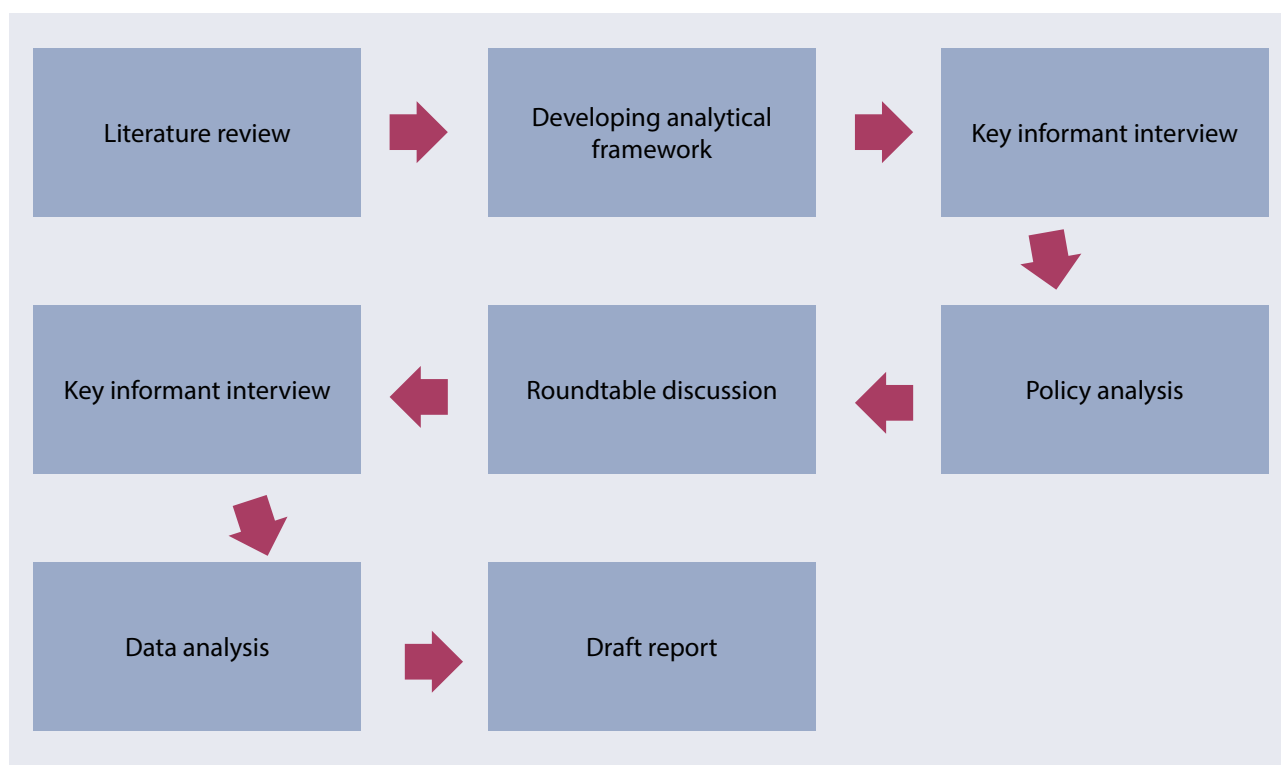 Literature review
Developing analytical
framework
Key informant interview
Policy analysis
Roundtable discussion
Key informant interview
Data analysis
Draft report